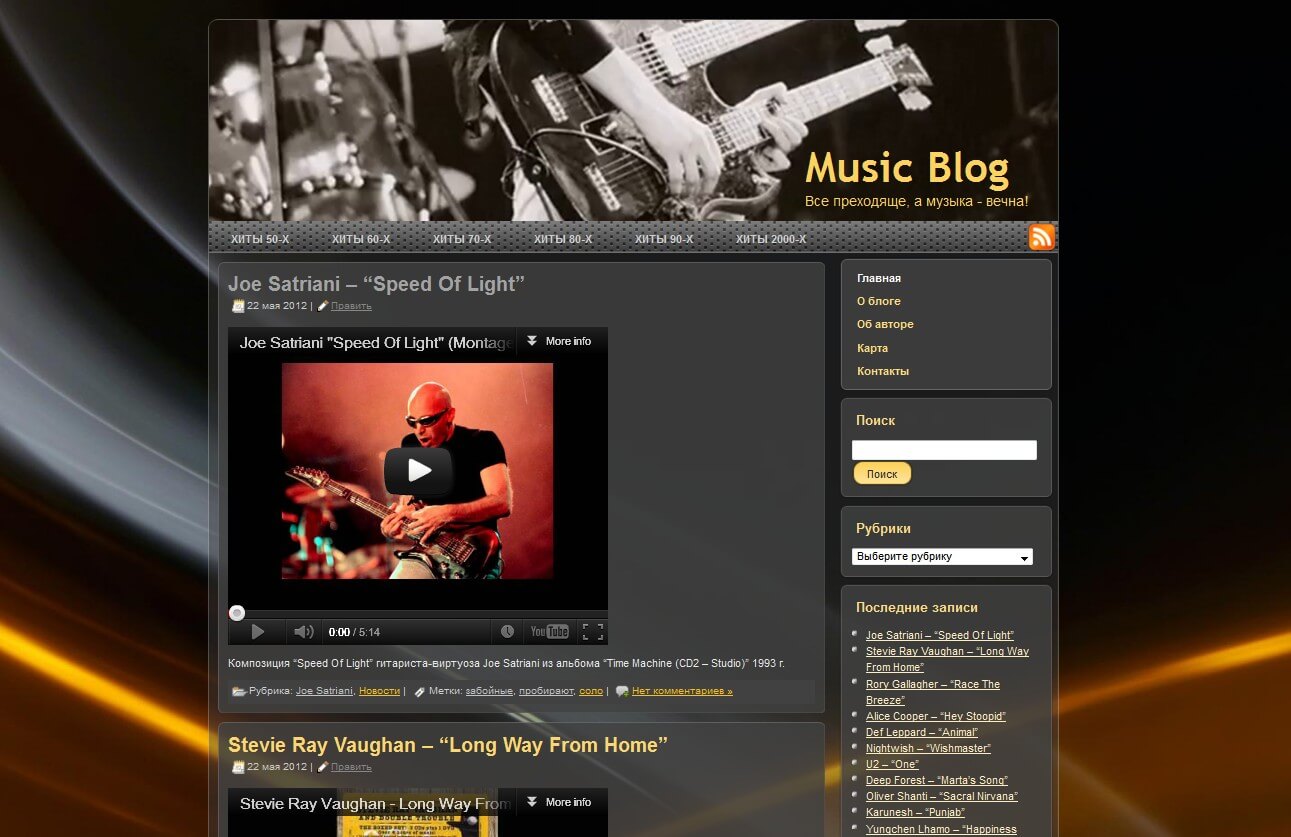 Music Blog
Все преходяще, а музыка - вечна!
ХИТЫ 50-Х ХИТЫ 60-Х ХИТЫ 70-Х ХИТЫ 80-Х ХИТЫ 90-Х ХИТЫ 2000-Х
Joe Satriani – “Speed Of Light”
22 мая 2012 | Править
Joe Satriani "Speed Of Light" (Montage
More info
0:00 / 5:14
YouTube
Композиция “Speed Of Light” гитариста-виртуоза Joe Satriani из альбома “Time Machine (CD2 – Studio)” 1993 г.
Рубрика: Joe Satriani, Новости | Метки: забойные, пробирают, соло | Нет комментариев »
Stevie Ray Vaughan – “Long Way From Home”
22 мая 2012 | Править
Stevie Ray Vaughan - Long Way From
More info
AND DOUBLE TROUBLE
Главная
О блоге
Об авторе
Карта
Контакты
Поиск
Поиск
Рубрики
Выберите рубрику
Последние записи
Joe Satriani – “Speed Of Light”
Stevie Ray Vaughan – “Long Way
From Home”
Rory Gallagher – “Race The
Breeze”
Alice Cooper – “Hey Stoopid”
Def Leppard – “Animal”
Nightwish – “Wishmaster”
U2 – “One”
Deep Forest – “Marta's Song”
Oliver Shanti – “Sacral Nirvana”
Karunesh – “Punjab”
Yungchen Lhamo – “Happiness